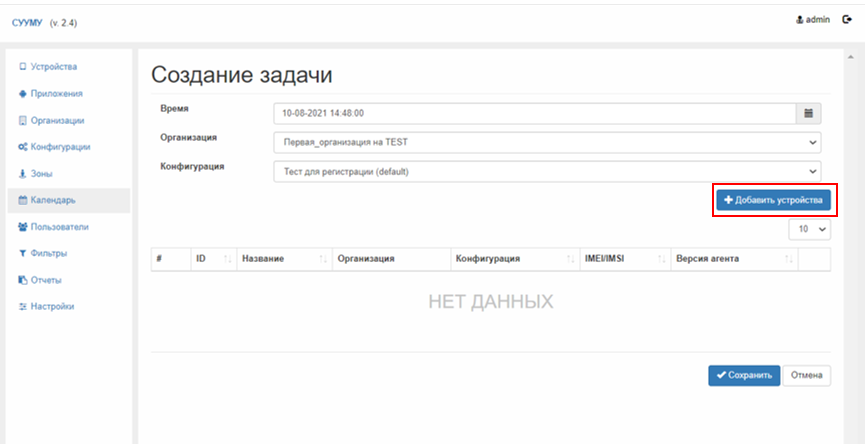 СУУМУ (v. 2.4)
admin
Устройства
Приложения
Организации
Конфигурации
Зоны
Календарь
Пользователи
Фильтры
Отчеты
Настройки
Создание задачи
Время
10-08-2021 14:48:00
Организация
Первая_организация на TEST
Конфигурация
Тест для регистрации (default)
Добавить устройства
10
# ID Название Организация Конфигурация IMEI/IMSI Версия агента
НЕТ ДАННЫХ
Сохранить Отмена